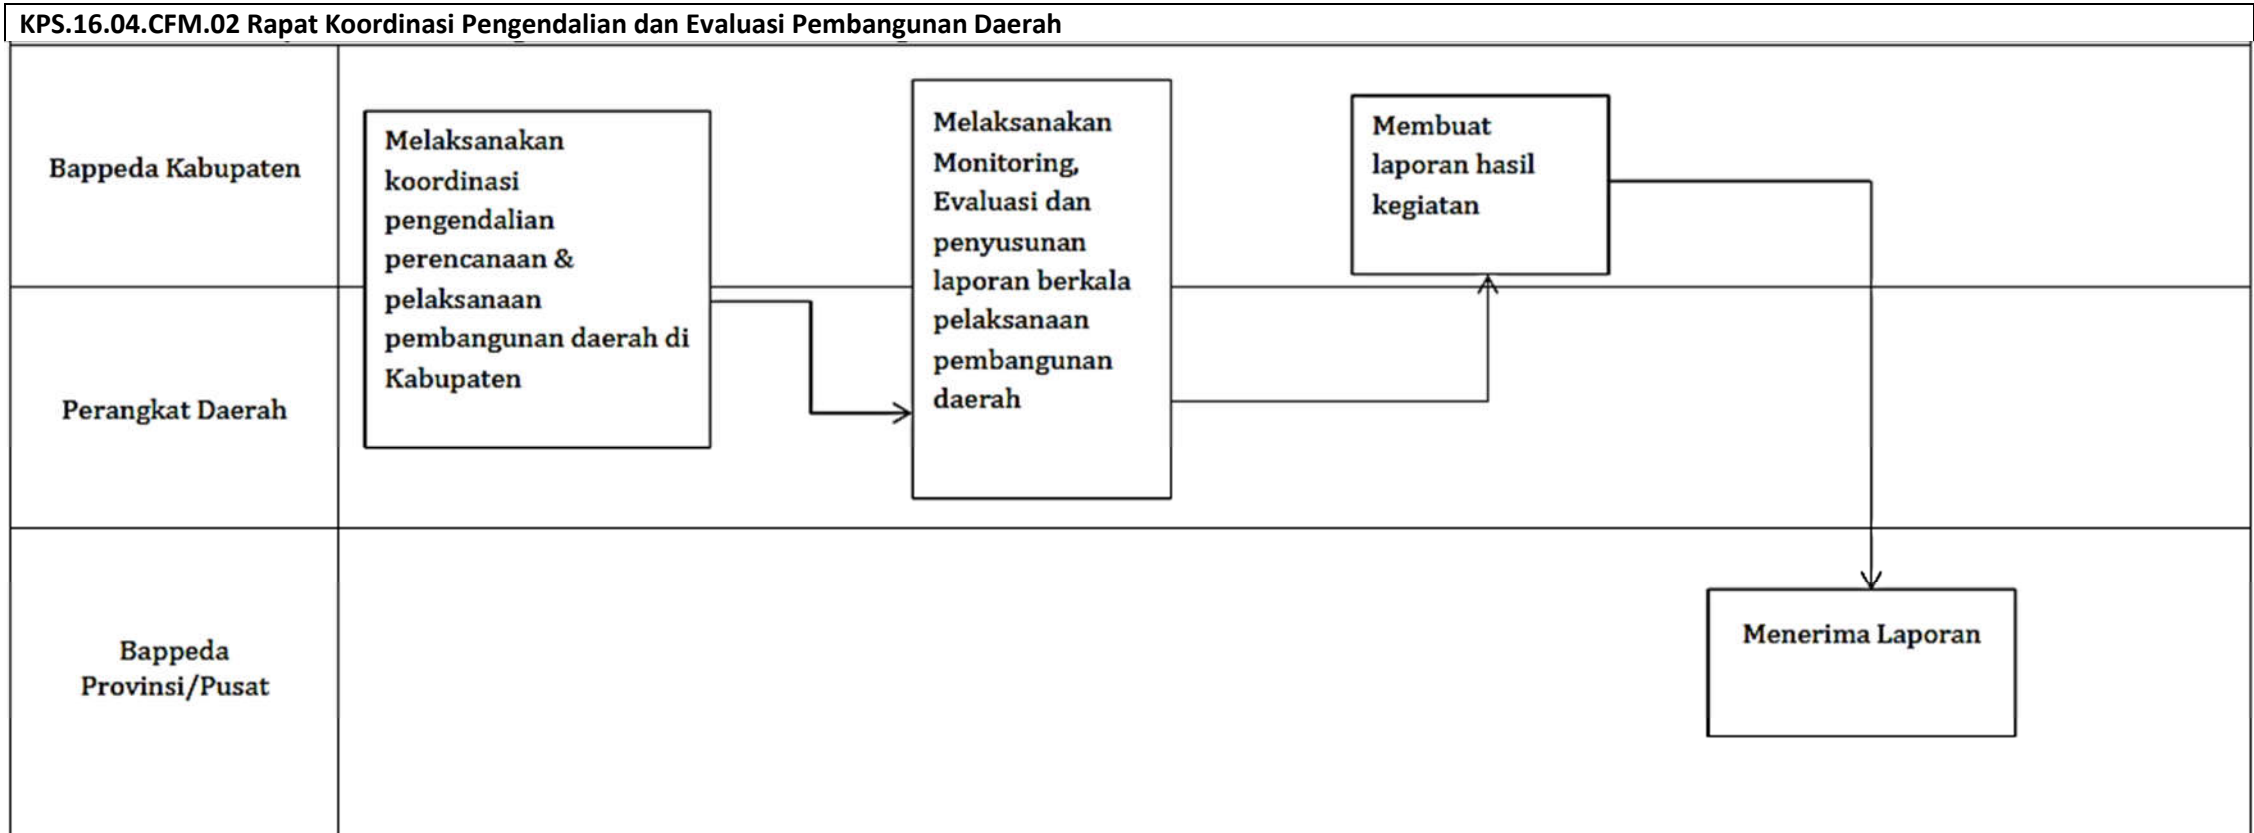 KPS.16.04.CFM.02 Rapat Koordinasi Pengendalian dan Evaluasi Pembangunan Daerah
Bappeda Kabupaten
Melaksanakan
koordinasi
pengendalian
perencanaan &
pelaksanaan
pembangunan daerah di
Kabupaten
Melaksanakan
Monitoring,
Evaluasi dan
penyusunan
laporan berkala
pelaksanaan
pembangunan
daerah
Membuat
laporan hasil
kegiatan
Perangkat Daerah
Bappeda
Provinsi/Pusat
Menerima Laporan